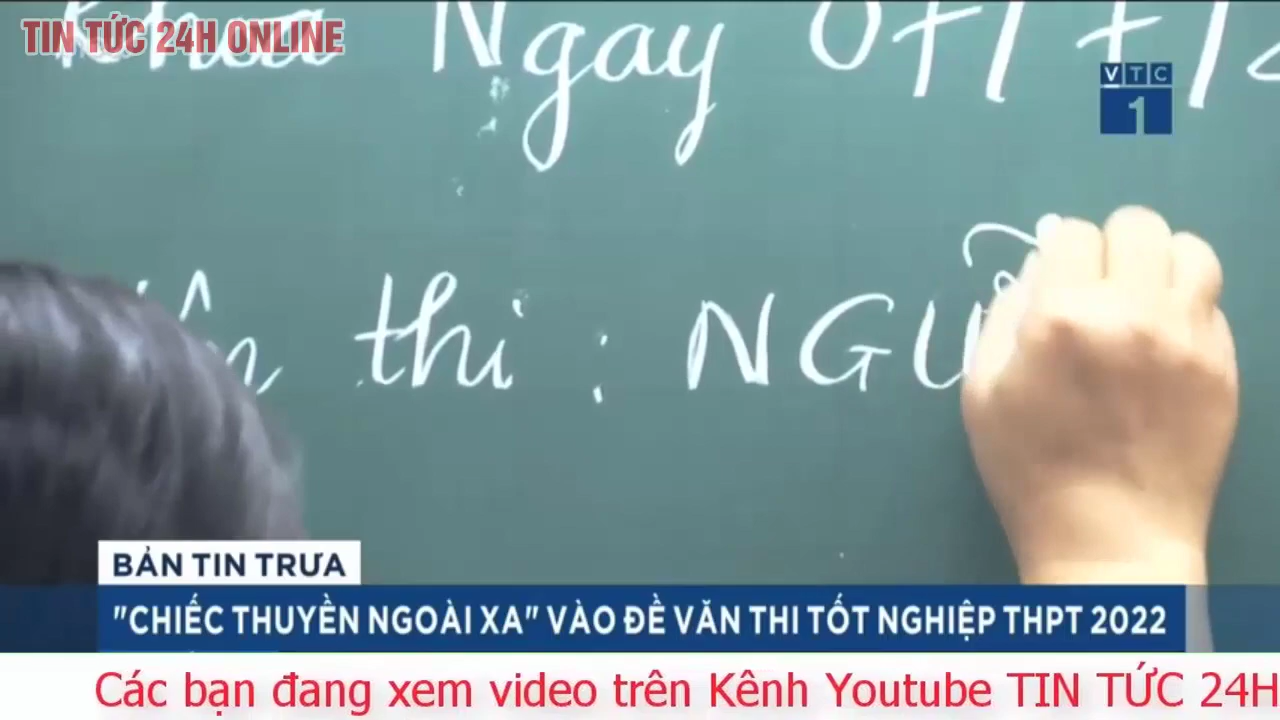 TIN TỨC 24H ONLINE
Ngay
VTC
1
thi : NGỮ
BẢN TIN TRƯA
"CHIẾC THUYỀN NGOÀI XA" VÀO ĐỀ VĂN THI TỐT NGHIỆP THPT 2022
Các bạn đang xem video trên Kênh Youtube TIN TỨC 24H